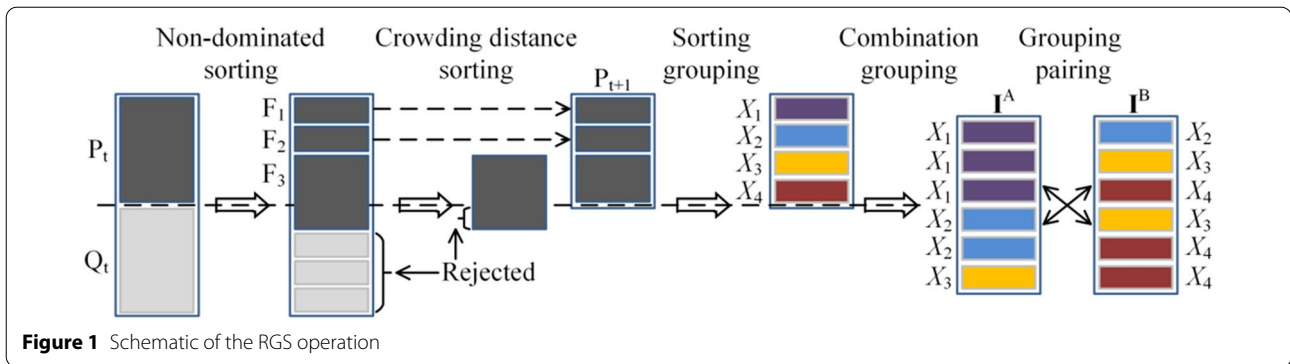 Non-dominated
sorting
Crowding distance
sorting
Sorting
grouping
Combination
grouping
Grouping
pairing
P_t
Q_t
F_1
F_2
F_3
Rejected
P_{t+1}
X_1
X_2
X_3
X_4
I^A
X_1
X_1
X_1
X_2
X_2
X_3
I^B
X_2
X_3
X_4
X_3
X_4
X_4
Figure 1 Schematic of the RGS operation